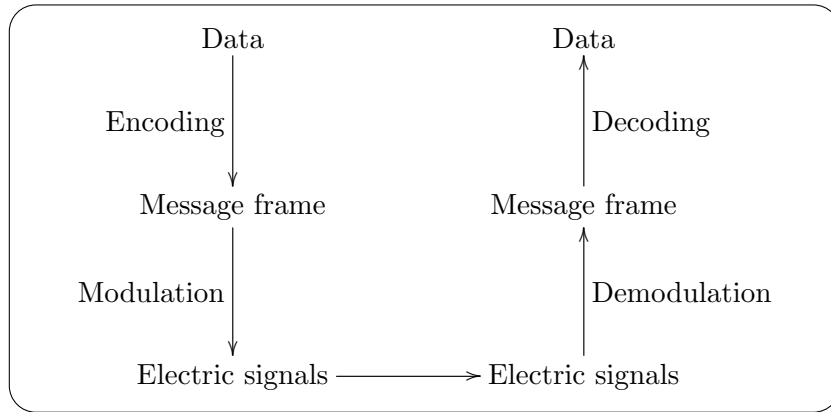 Data
Encoding
Message frame
Modulation
Electric signals
Data
Decoding
Message frame
Demodulation
Electric signals